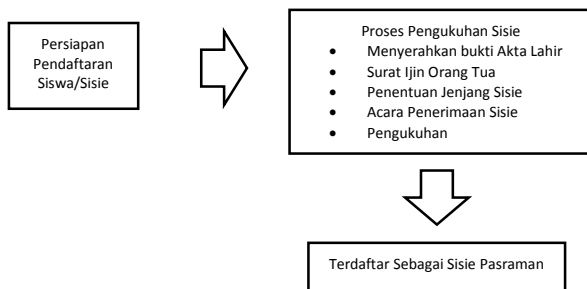 Persiapan
Pendaftaran
Siswa/Sisie
Proses Pengukuhan Sisie
• Menyerahkan bukti Akta Lahir
• Surat Ijin Orang Tua
• Penentuan Jenjang Sisie
• Acara Penerimaan Sisie
• Pengukuhan
Terdaftar Sebagai Sisie Pasraman